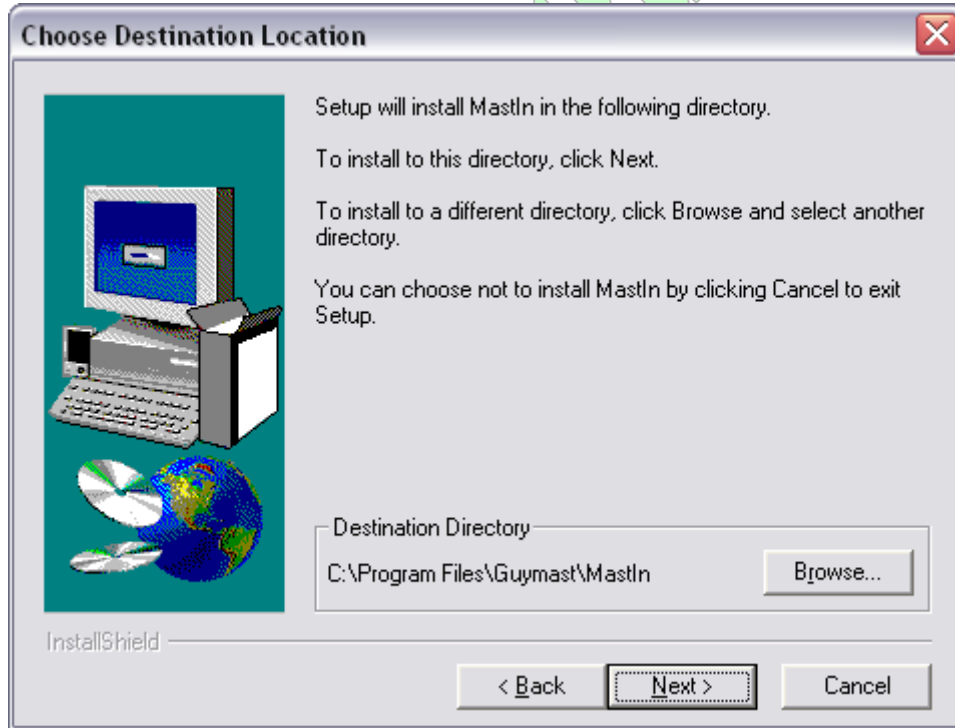 Choose Destination Location
Setup will install MastIn in the following directory.
To install to this directory, click Next.
To install to a different directory, click Browse and select another
directory.
You can choose not to install MastIn by clicking Cancel to exit
Setup.
Destination Directory
C:\Program Files\Guymast\MastIn
Browse...
InstallShield
< Back
Next >
Cancel